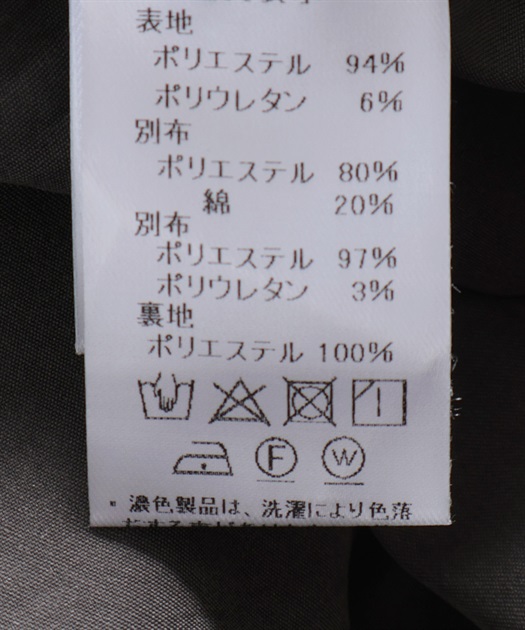 表地
ポリエステル 94%
ポリウレタン 6%
別布
ポリエステル 80%
綿 20%
別布
ポリエステル 97%
ポリウレタン 3%
裏地
ポリエステル 100%
F W
* 濃色製品は、洗濯により色落